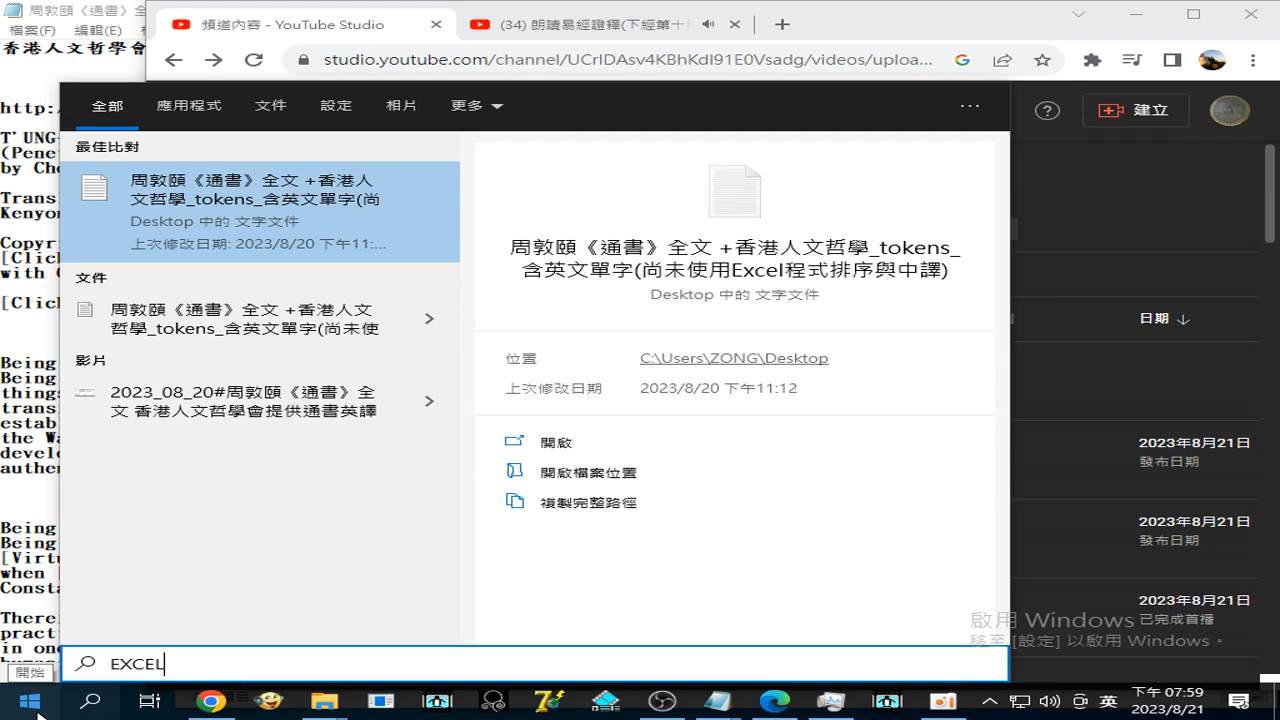 周敦頤《通書》全文
檔案(F) 編輯(E)
香港人文哲學會
頻道內容 - YouTube Studio
(34) 朗讀易經證釋(下經第十
studio.youtube.com/channel/UCrIDAsv4KBhKdI91E0Vsadg/videos/uploa...
建立
全部 應用程式 文件 設定 相片 更多
http:
T'UNG-
(Pene
by Ch
Trans
Kenyo
Copyr
[Clic
with
[Clic
Being
Being
things
trans
estab
the W
devel
authe
Being
Being
[Virtu
when
Const
There
pract
in on
最佳比對
周敦頤《通書》全文 +香港人
文哲學_tokens_含英文單字(尚
Desktop 中的 文字文件
上次修改日期: 2023/8/20 下午11:...
文件
周敦頤《通書》全文 +香港人文
哲學_tokens_含英文單字(尚未使
影片
2023_08_20#周敦頤《通書》全
文 香港人文哲學會提供通書英譯
周敦頤《通書》全文 +香港人文哲學_tokens_
含英文單字(尚未使用Excel程式排序與中譯)
Desktop 中的 文字文件
位置 C:\Users\ZONG\Desktop
上次修改日期 2023/8/20 下午11:12
開啟
開啟檔案位置
複製完整路徑
日期
2023年8月21日
發布日期
2023年8月21日
發布日期
2023年8月21日
已完成首播
啟用 Windows
移至 [設定] 以啟用 Windows。
EXCEL
開始
英
下午 07:59
2023/8/21